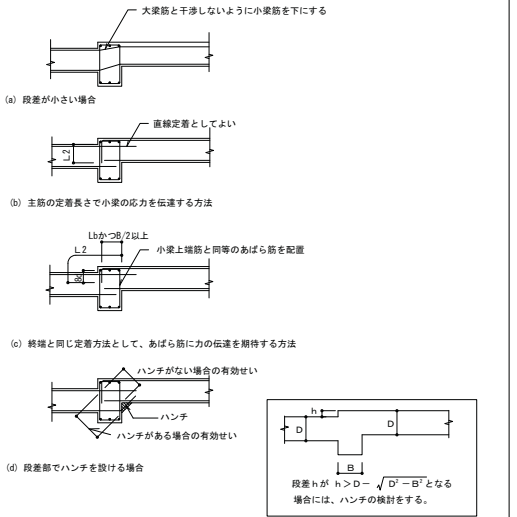 大梁筋と干渉しないように小梁筋を下にする
(a) 段差が小さい場合
直線定着としてよい
L2
(b) 主筋の定着長さで小梁の応力を伝達する方法
LbかつB/2以上
L2
小梁上端筋と同等のあばら筋を配置
8d
(c) 終端と同じ定着方法として、あばら筋に力の伝達を期待する方法
ハンチがない場合の有効せい
ハンチ
ハンチがある場合の有効せい
(d) 段差部でハンチを設ける場合
h
D
D
B
段差hが h>D− √D²−B² となる
場合には、ハンチの検討をする。